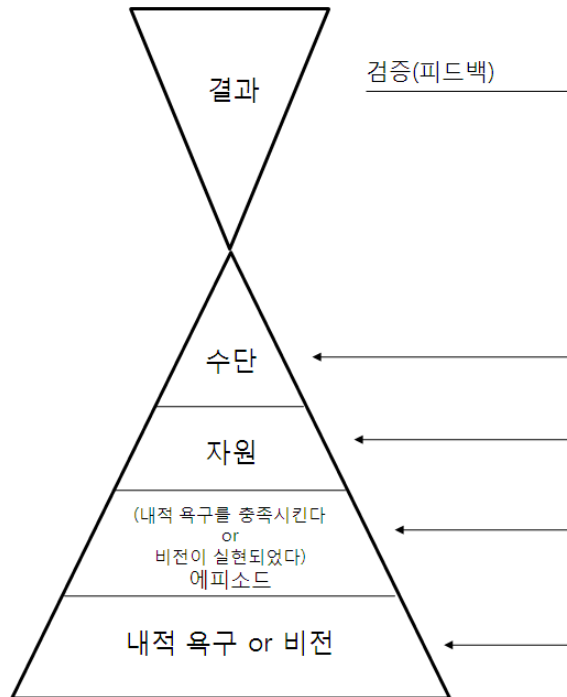 결과
검증(피드백)
수단
자원
(내적 욕구를 충족시킨다
or
비전이 실현되었다)
에피소드
내적 욕구 or 비전